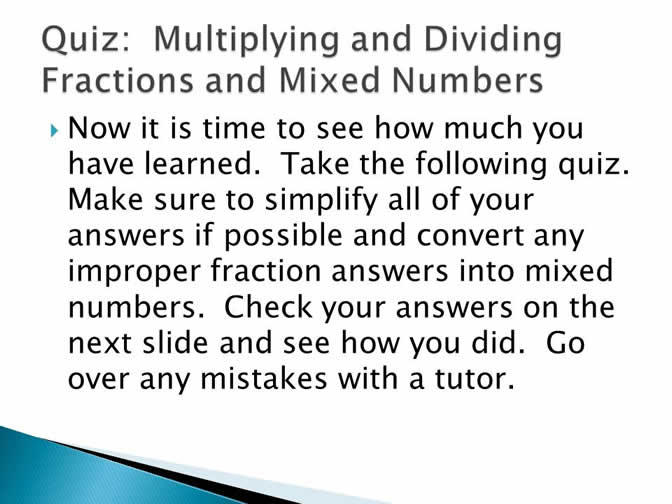 Quiz:  Multiplying and Dividing
Fractions and Mixed Numbers
Now it is time to see how much you
have learned.  Take the following quiz.
Make sure to simplify all of your
answers if possible and convert any
improper fraction answers into mixed
numbers.  Check your answers on the
next slide and see how you did.  Go
over any mistakes with a tutor.